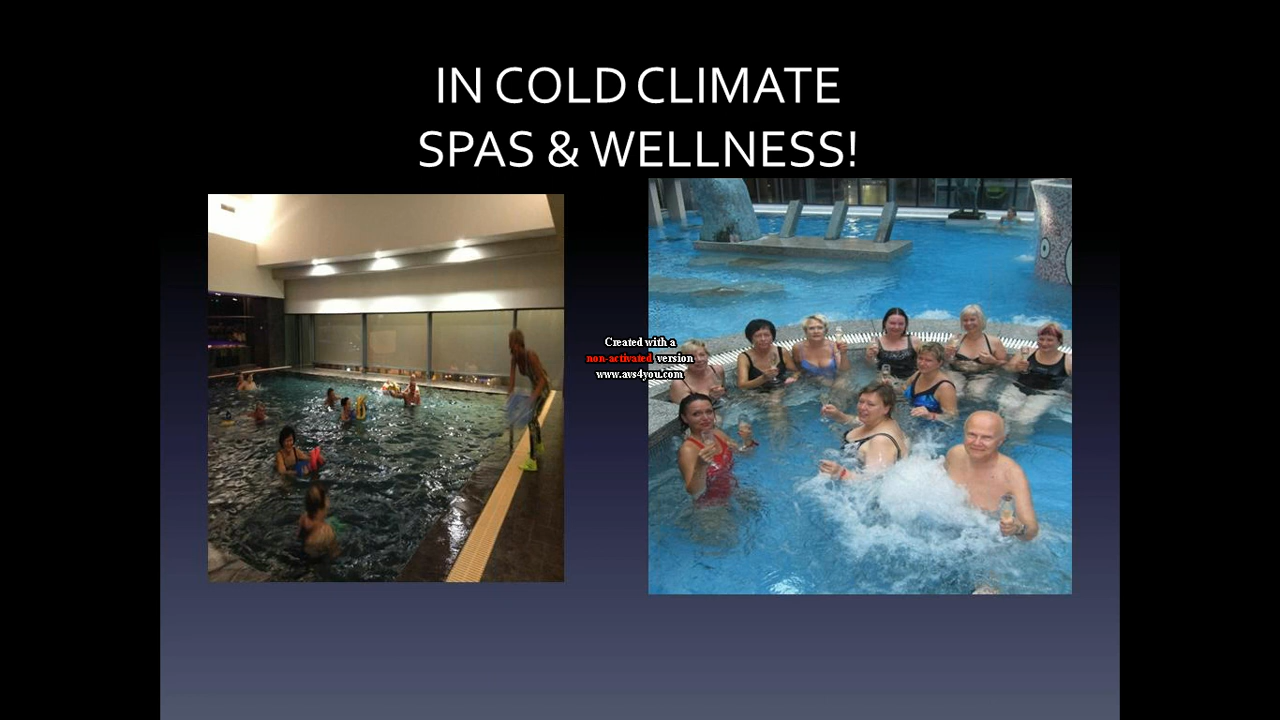 IN COLD CLIMATE
SPAS & WELLNESS!
Created with a
non-activated version
www.avs4you.com